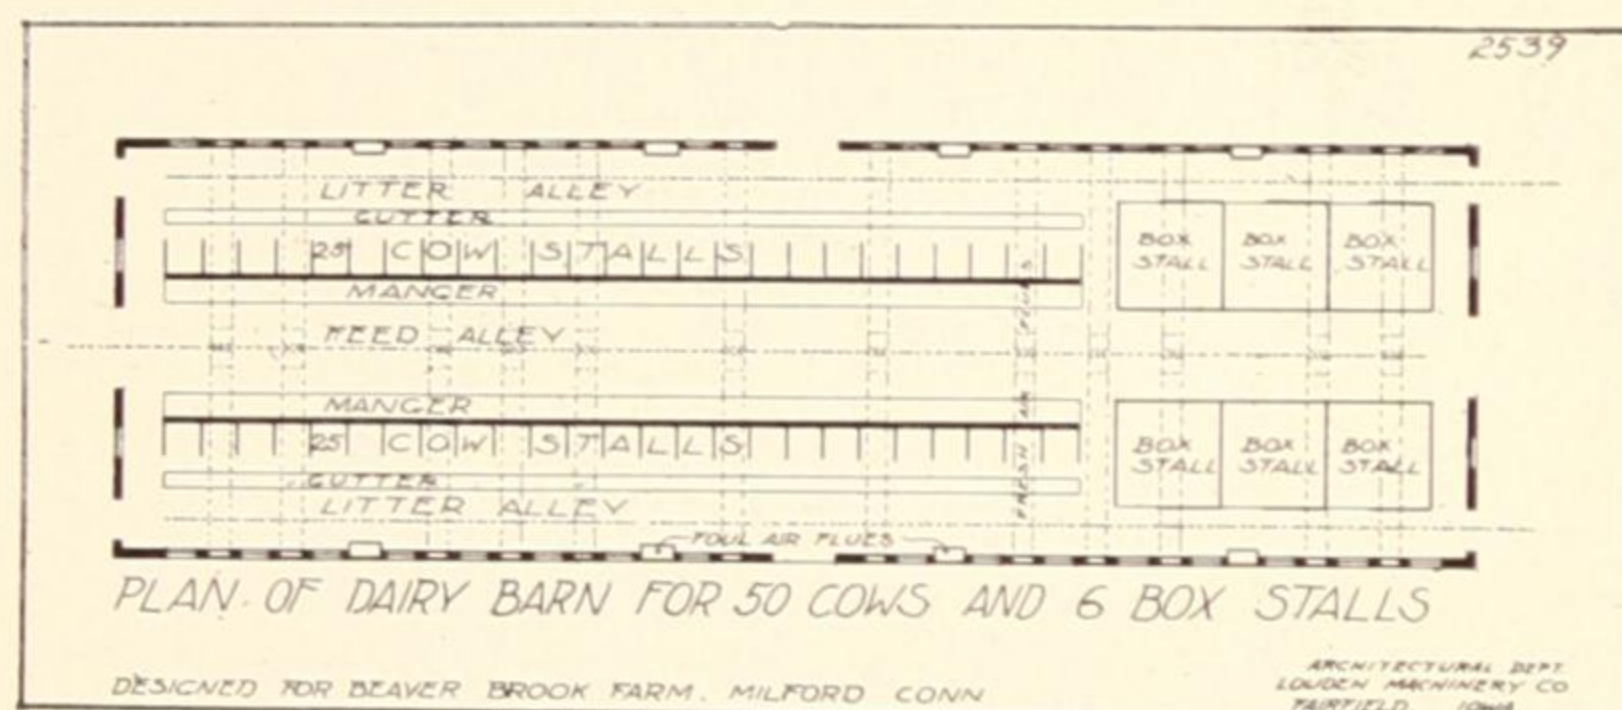 2539
LITTER ALLEY
GUTTER
25 COW STALLS
MANGER
FEED ALLEY
MANGER
25 COW STALLS
GUTTER
LITTER ALLEY
BOX STALL
BOX STALL
BOX STALL
BOX STALL
BOX STALL
BOX STALL
FRESH AIR FLUES
FOUL AIR FLUES
PLAN. OF DAIRY BARN FOR 50 COWS AND 6 BOX STALLS
DESIGNED FOR BEAVER BROOK FARM. MILFORD CONN
ARCHITECTURAL DEPT.
LOUDEN MACHINERY CO
FAIRFIELD IOWA